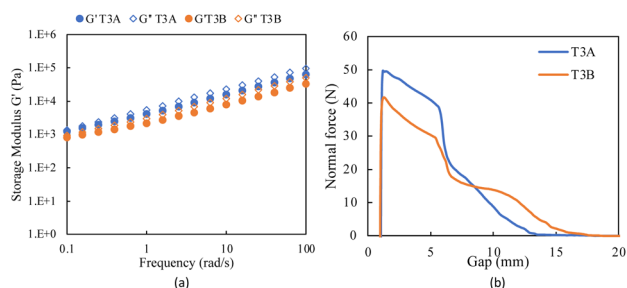 G' T3A G'' T3A G'T3B G'' T3B
Storage Modulus G' (Pa)
1.E+6
1.E+5
1.E+4
1.E+3
1.E+2
1.E+1
1.E+0
0.1 1 10 100
Frequency (rad/s)
(a)
Normal force (N)
60
50
40
30
20
10
0
T3A
T3B
0 5 10 15 20
Gap (mm)
(b)